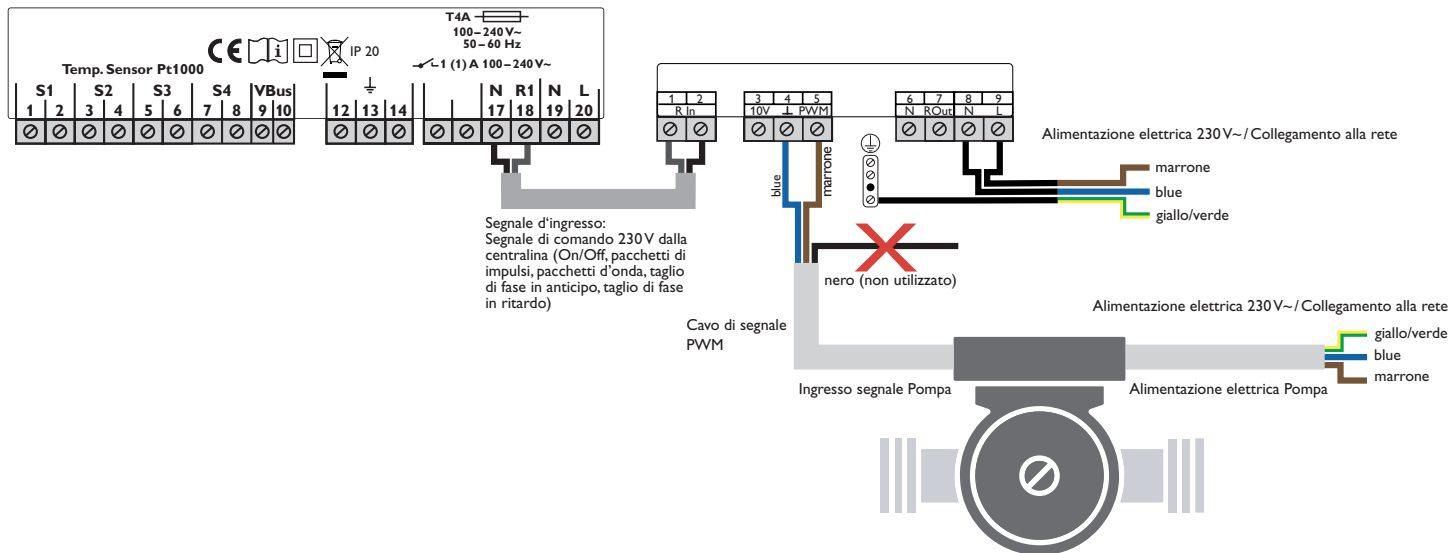 T4A
100–240 V~
50–60 Hz
IP 20
1 (1) A 100–240 V~
Temp. Sensor Pt1000
S1 S2 S3 S4 VBus
N R1 N L
1 2 3 4 5 6 7 8 9 10 12 13 14 17 18 19 20
1 2 3 4 5 6 7 8 9
R In 10V PWM N ROut N L
Alimentazione elettrica 230 V~ / Collegamento alla rete
marrone
blue
giallo/verde
blue
marrone
Segnale d‘ingresso:
Segnale di comando 230 V dalla
centralina (On/Off, pacchetti di
impulsi, pacchetti d’onda, taglio
di fase in anticipo, taglio di fase
in ritardo)
nero (non utilizzato)
Cavo di segnale
PWM
Alimentazione elettrica 230 V~ / Collegamento alla rete
giallo/verde
blue
marrone
Ingresso segnale Pompa
Alimentazione elettrica Pompa